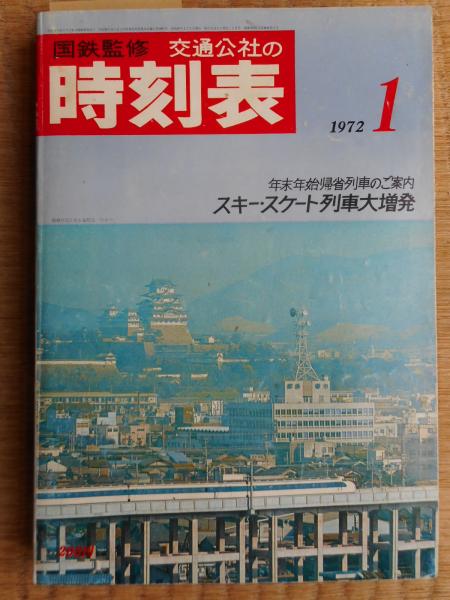 国鉄監修 交通公社の
時刻表
1972 1
年末年始帰省列車のご案内
スキー・スケート列車大増発